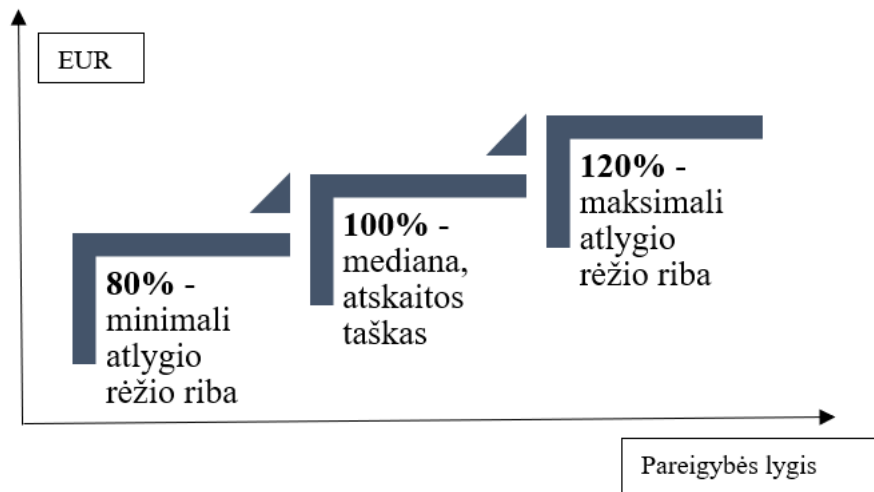 EUR
80% -
minimali
atlygio
rėžio riba
100% -
mediana,
atskaitos
taškas
120% -
maksimali
atlygio
rėžio riba
Pareigybės lygis